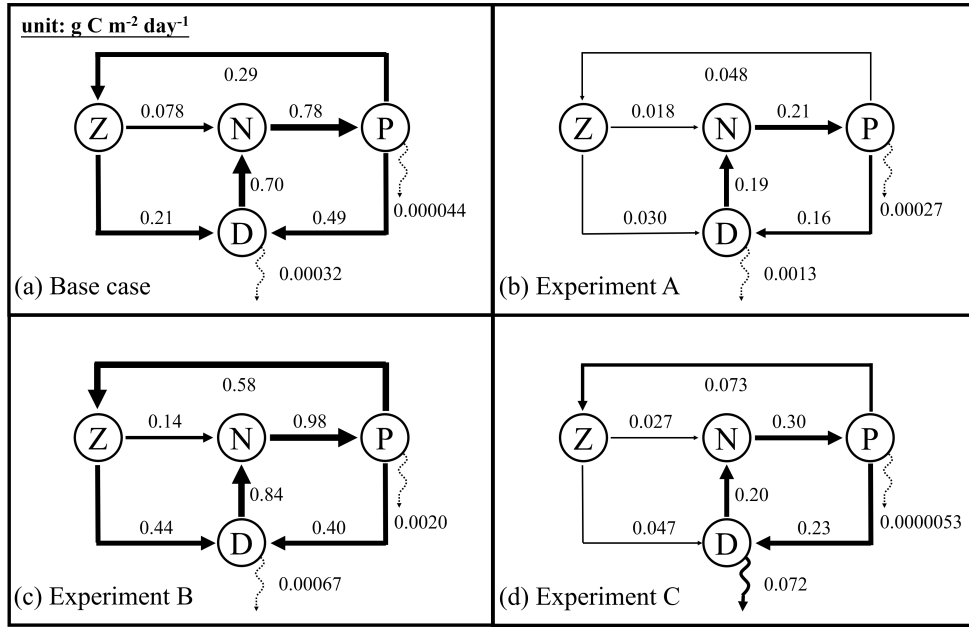 unit: g C m⁻² day⁻¹
0.29
Z 0.078 N 0.78 P
0.70
0.21 D 0.49 0.000044
0.00032
(a) Base case
0.048
Z 0.018 N 0.21 P
0.19
0.030 D 0.16 0.00027
0.0013
(b) Experiment A
0.58
Z 0.14 N 0.98 P
0.84
0.44 D 0.40 0.0020
0.00067
(c) Experiment B
0.073
Z 0.027 N 0.30 P
0.20
0.047 D 0.23 0.0000053
0.072
(d) Experiment C